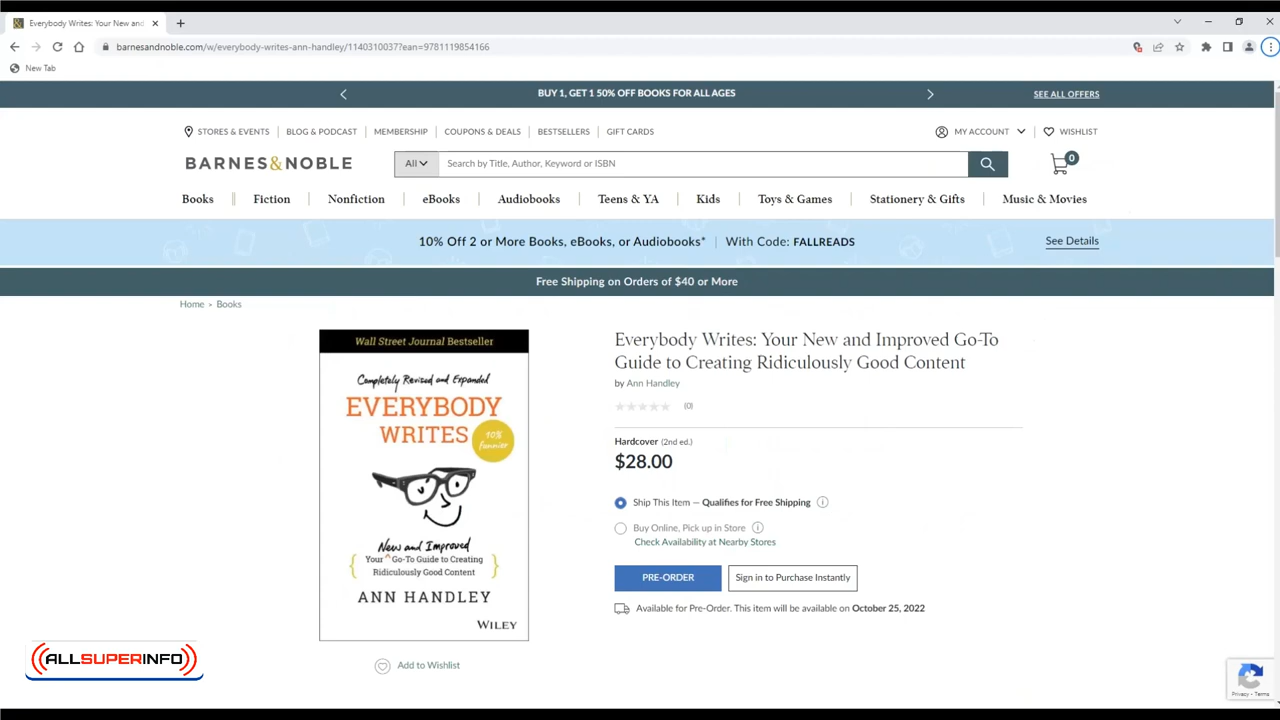 Everybody Writes: Your New and
barnesandnoble.com/w/everybody-writes-ann-handley/1140310037?ean=9781119854166
New Tab
BUY 1, GET 1 50% OFF BOOKS FOR ALL AGES
SEE ALL OFFERS
STORES & EVENTS
BLOG & PODCAST
MEMBERSHIP
COUPONS & DEALS
BESTSELLERS
GIFT CARDS
MY ACCOUNT
WISHLIST
BARNES&NOBLE
All
Search by Title, Author, Keyword or ISBN
0
Books
Fiction
Nonfiction
eBooks
Audiobooks
Teens & YA
Kids
Toys & Games
Stationery & Gifts
Music & Movies
10% Off 2 or More Books, eBooks, or Audiobooks* | With Code: FALLREADS
See Details
Free Shipping on Orders of $40 or More
Home > Books
Wall Street Journal Bestseller
Completely Revised and Expanded
EVERYBODY
WRITES
10%
funnier
New and Improved
Your ^ Go-To Guide to Creating
Ridiculously Good Content
ANN HANDLEY
WILEY
Add to Wishlist
Everybody Writes: Your New and Improved Go-To
Guide to Creating Ridiculously Good Content
by Ann Handley
(0)
Hardcover (2nd ed.)
$28.00
Ship This Item — Qualifies for Free Shipping
Buy Online, Pick up in Store
Check Availability at Nearby Stores
PRE-ORDER
Sign in to Purchase Instantly
Available for Pre-Order. This item will be available on October 25, 2022
ALLSUPERINFO
Privacy - Terms